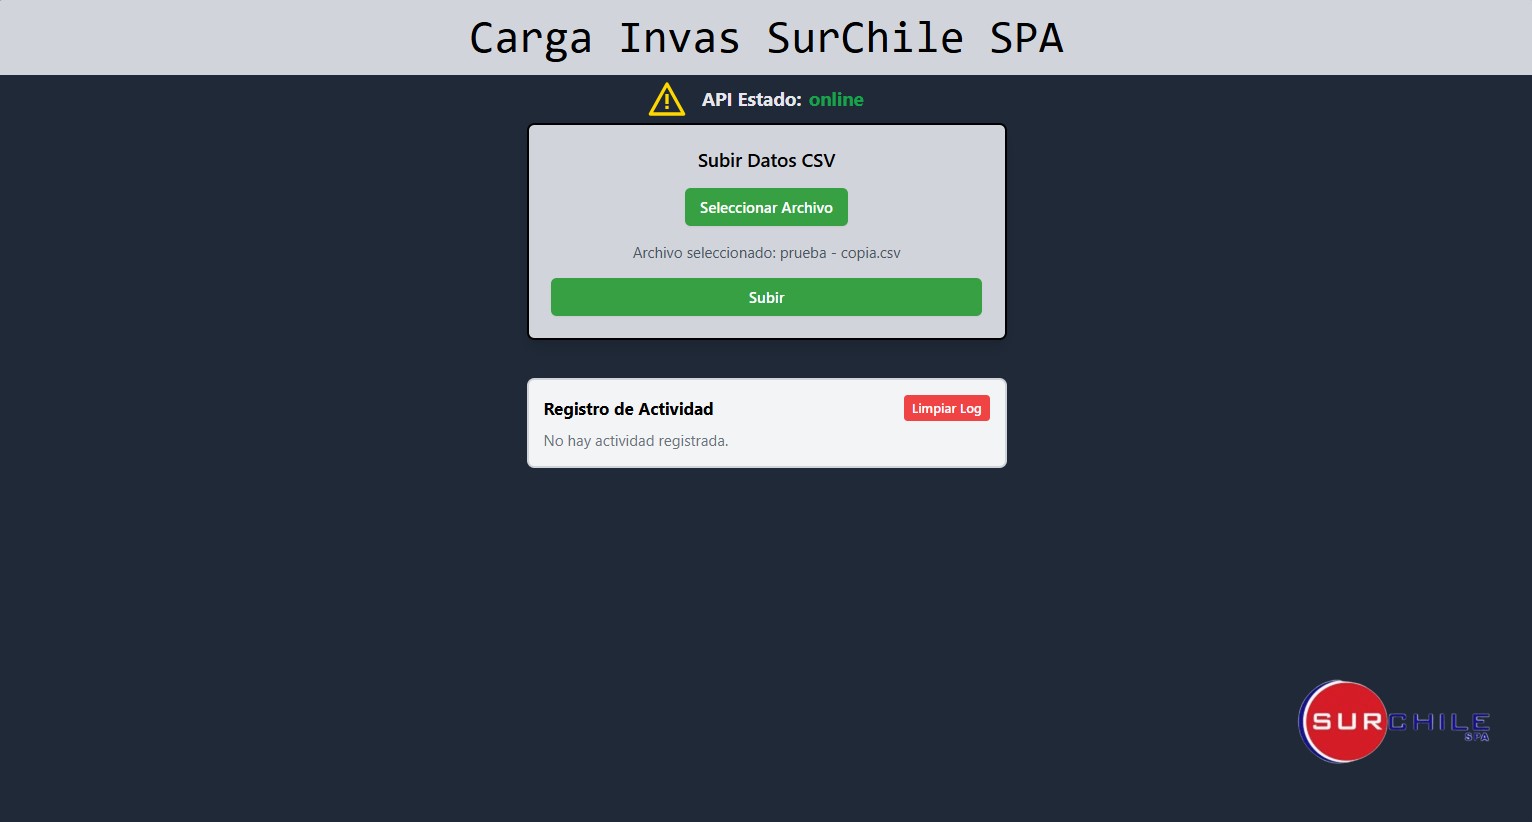 Carga Invas SurChile SPA
API Estado: online
Subir Datos CSV
Seleccionar Archivo
Archivo seleccionado: prueba - copia.csv
Subir
Registro de Actividad
Limpiar Log
No hay actividad registrada.
SURCHILE
SPA